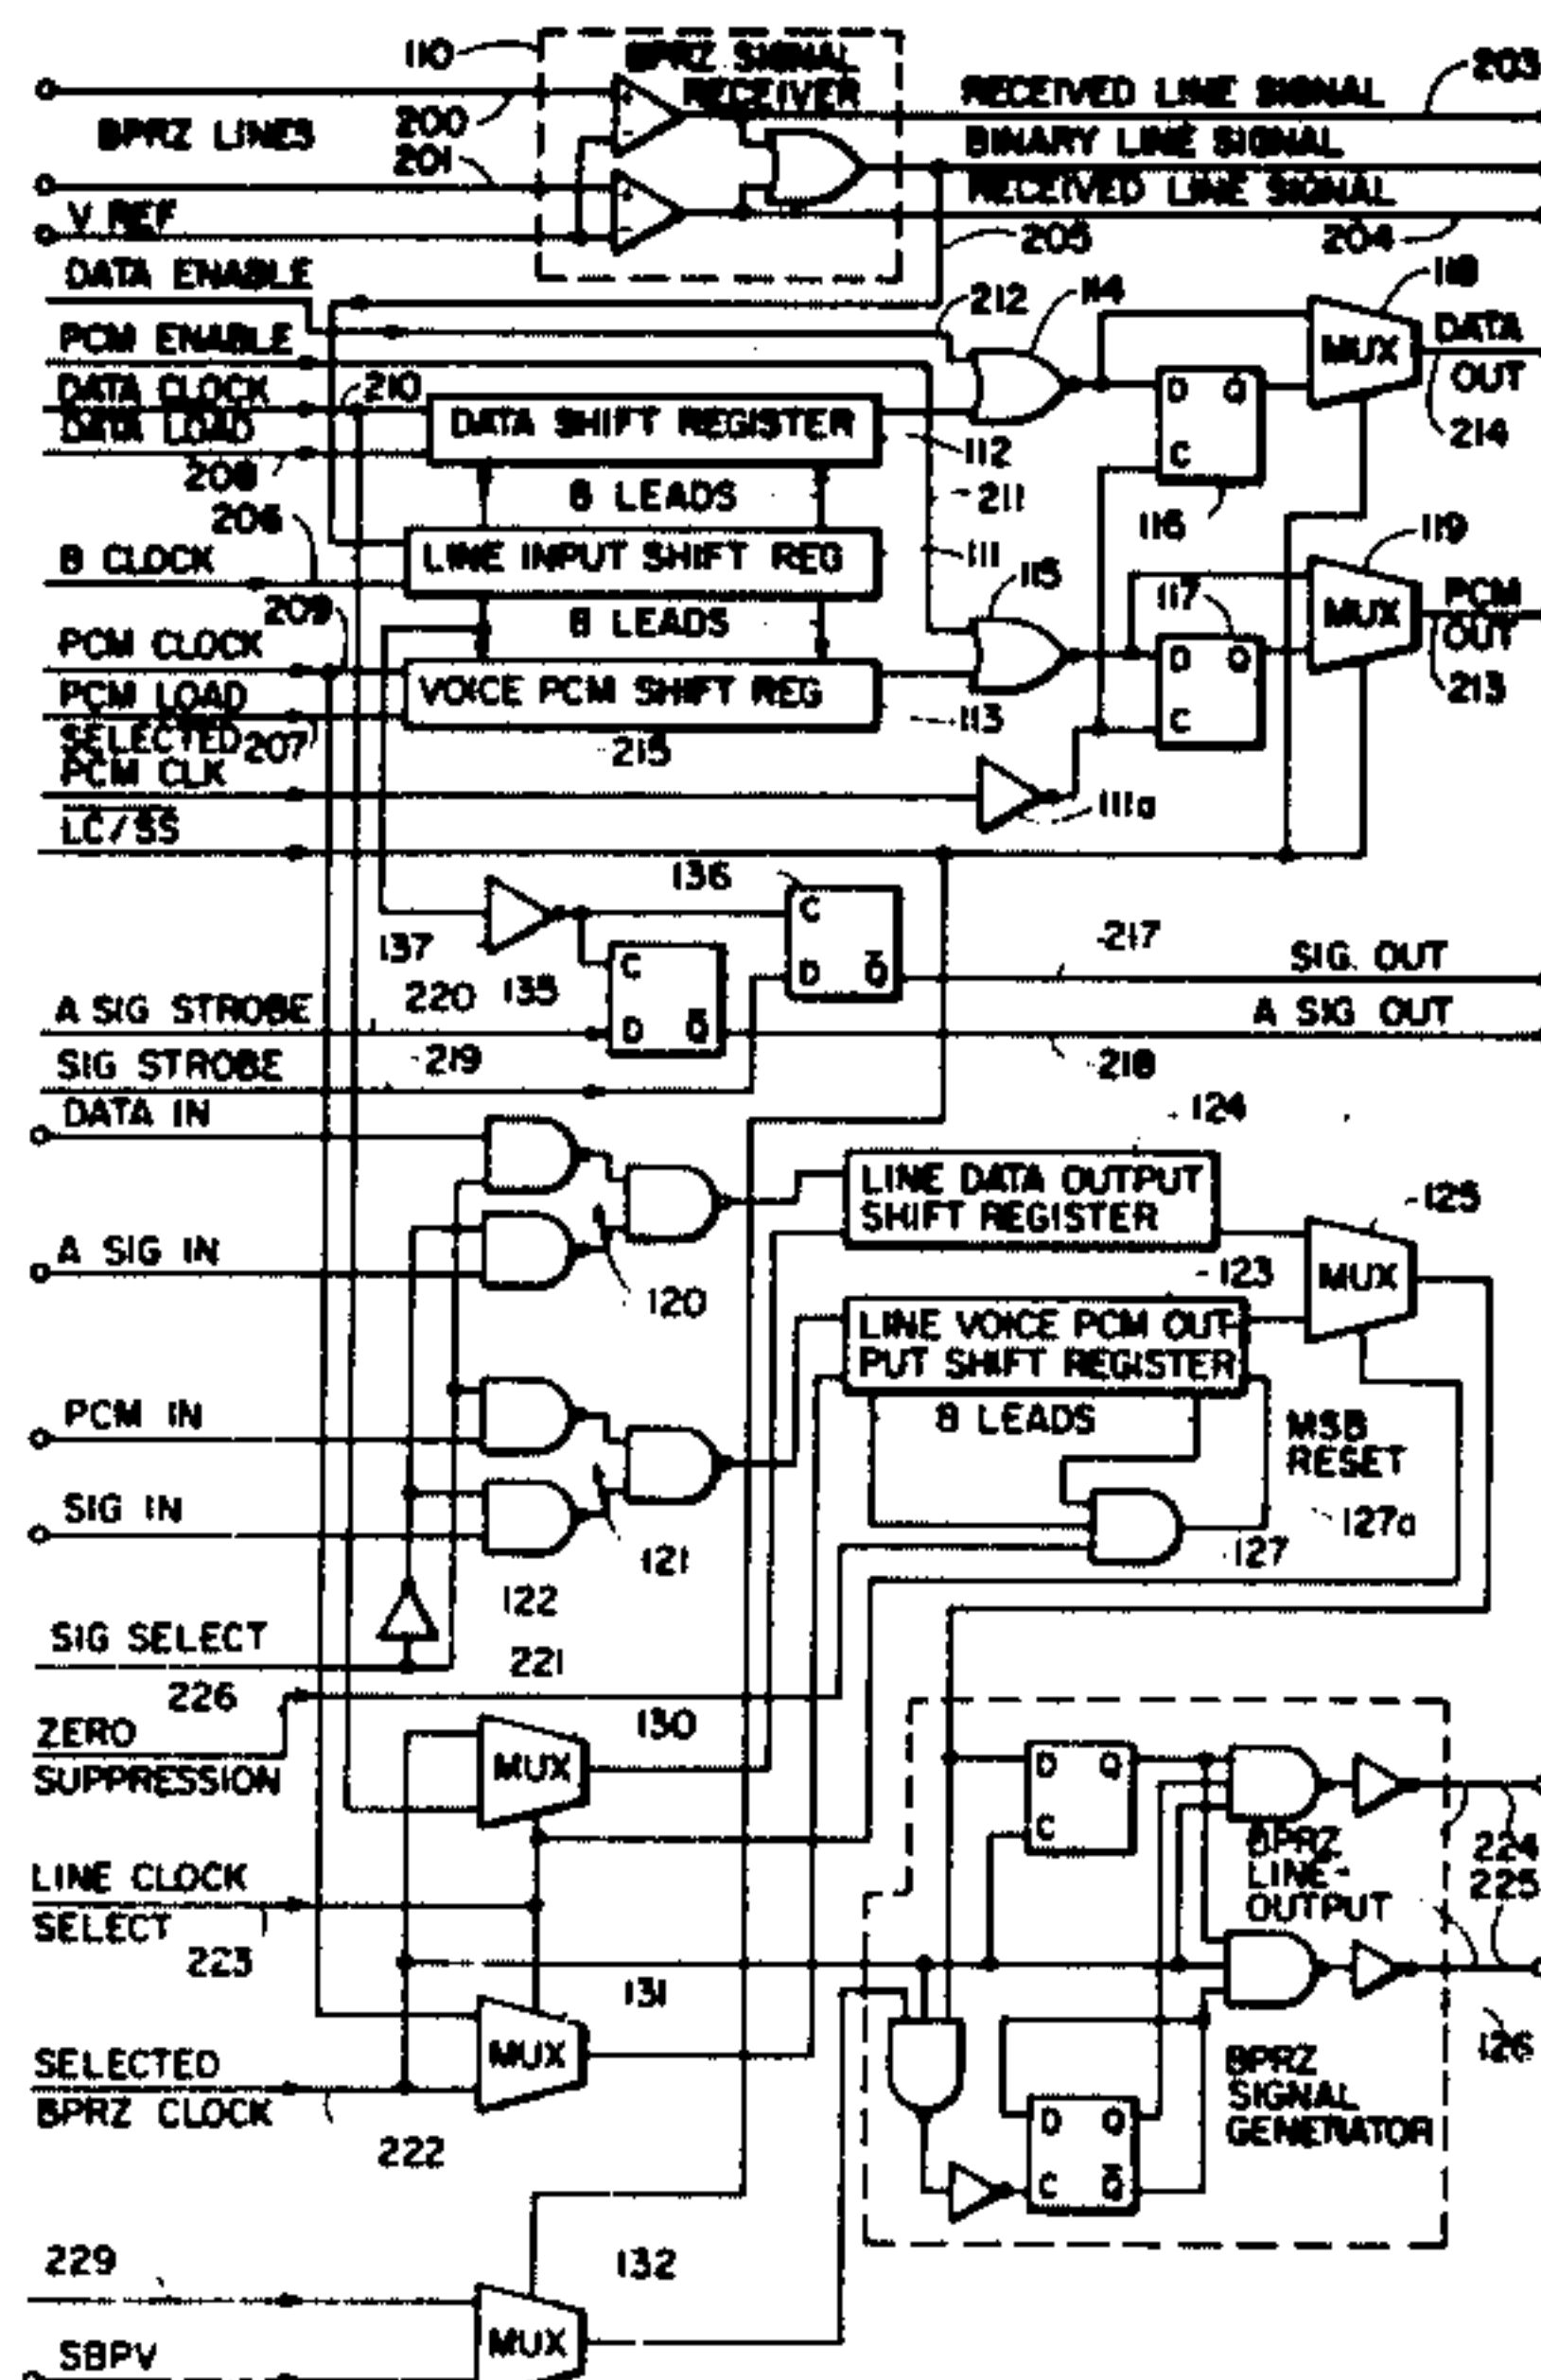 110
BPRZ SIGNAL
RECEIVER
RECEIVED LINE SIGNAL
203
BPRZ LINES
200
201
BINARY LINE SIGNAL
RECEIVED LINE SIGNAL
V REF
205
204
DATA ENABLE
212
114
118
PCM ENABLE
MUX
DATA
OUT
DATA CLOCK
210
DATA LOAD
DATA SHIFT REGISTER
D Q
C
214
208
112
206
8 LEADS
211
116
119
B CLOCK
LINE INPUT SHIFT REG
111
115
117
MUX
PCM
OUT
209
8 LEADS
PCM CLOCK
D Q
C
213
PCM LOAD
VOICE PCM SHIFT REG
113
SELECTED
207
215
PCM CLK
111a
LC/SS
136
C
D Q
137
C
D Q
217
SIG. OUT
220
135
A SIG STROBE
A SIG OUT
219
218
SIG STROBE
DATA IN
124
LINE DATA OUTPUT
SHIFT REGISTER
125
A SIG IN
MUX
123
120
LINE VOICE PCM OUT-
PUT SHIFT REGISTER
PCM IN
8 LEADS
MSB
RESET
SIG IN
127a
121
127
122
SIG SELECT
221
226
130
ZERO
SUPPRESSION
MUX
D Q
C
BPRZ
LINE-
OUTPUT
224
225
LINE CLOCK
SELECT
223
131
126
SELECTED
BPRZ CLOCK
MUX
BPRZ
SIGNAL
GENERATOR
222
D Q
C Q
229
132
MUX
SBPV